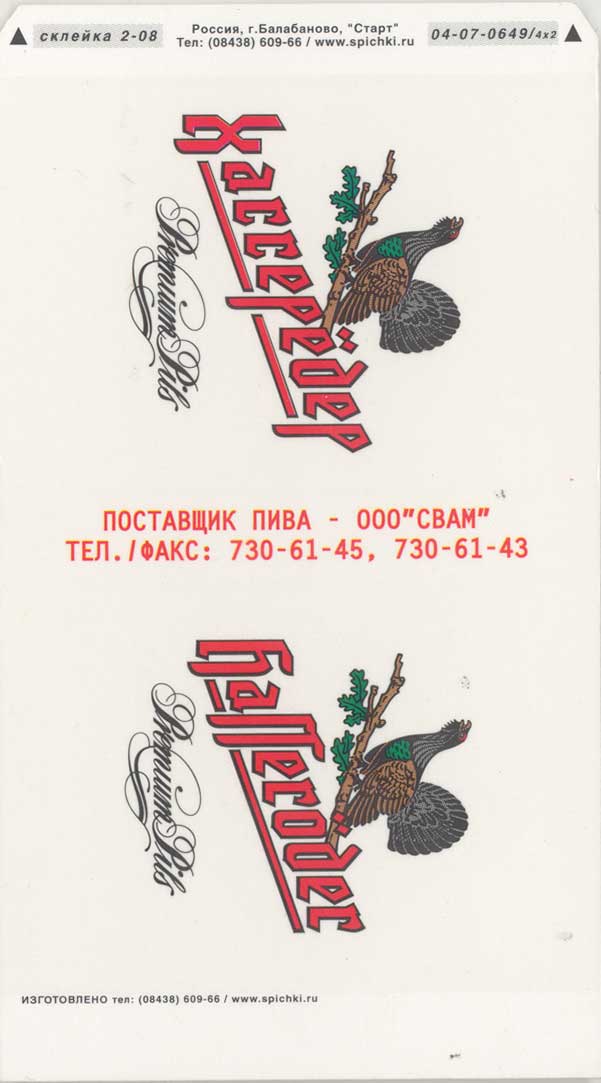 склейка 2-08
Россия, г.Балабаново, "Старт"
Тел: (08438) 609-66 / www.spichki.ru
04-07-0649/4x2
Хассерёдер
Premium Pils
ПОСТАВЩИК ПИВА - ООО"СВАМ"
ТЕЛ./ФАКС: 730-61-45, 730-61-43
Hasseröder
Premium Pils
ИЗГОТОВЛЕНО тел: (08438) 609-66 / www.spichki.ru